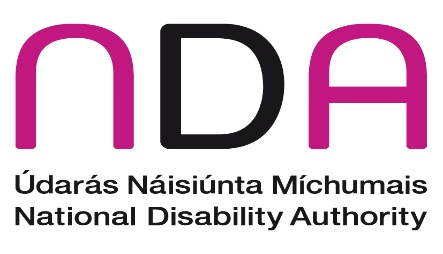 NDA
Údarás Náisiúnta Míchumais
National Disability Authority